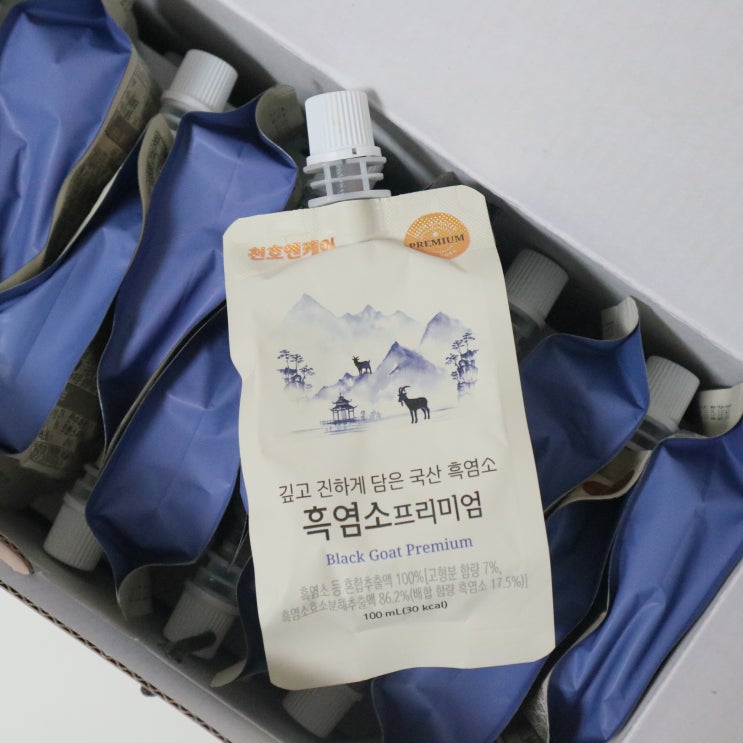 천호엔케어
PREMIUM
깊고 진하게 담은 국산 흑염소
흑염소프리미엄
Black Goat Premium
흑염소 등 혼합추출액 100%[고형분 함량 7%,
흑염소효소분해추출액 86.2%(배합 함량 흑염소 17.5%)]
100 mL(30 kcal)